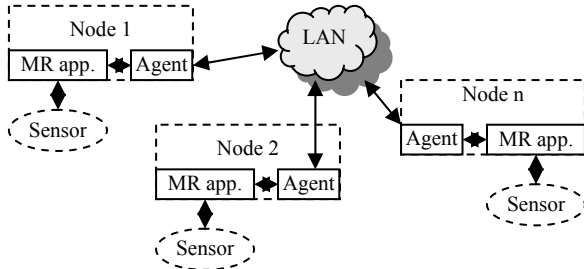 Node 1
MR app.
Agent
Sensor
LAN
Node 2
MR app.
Agent
Sensor
Node n
Agent
MR app.
Sensor